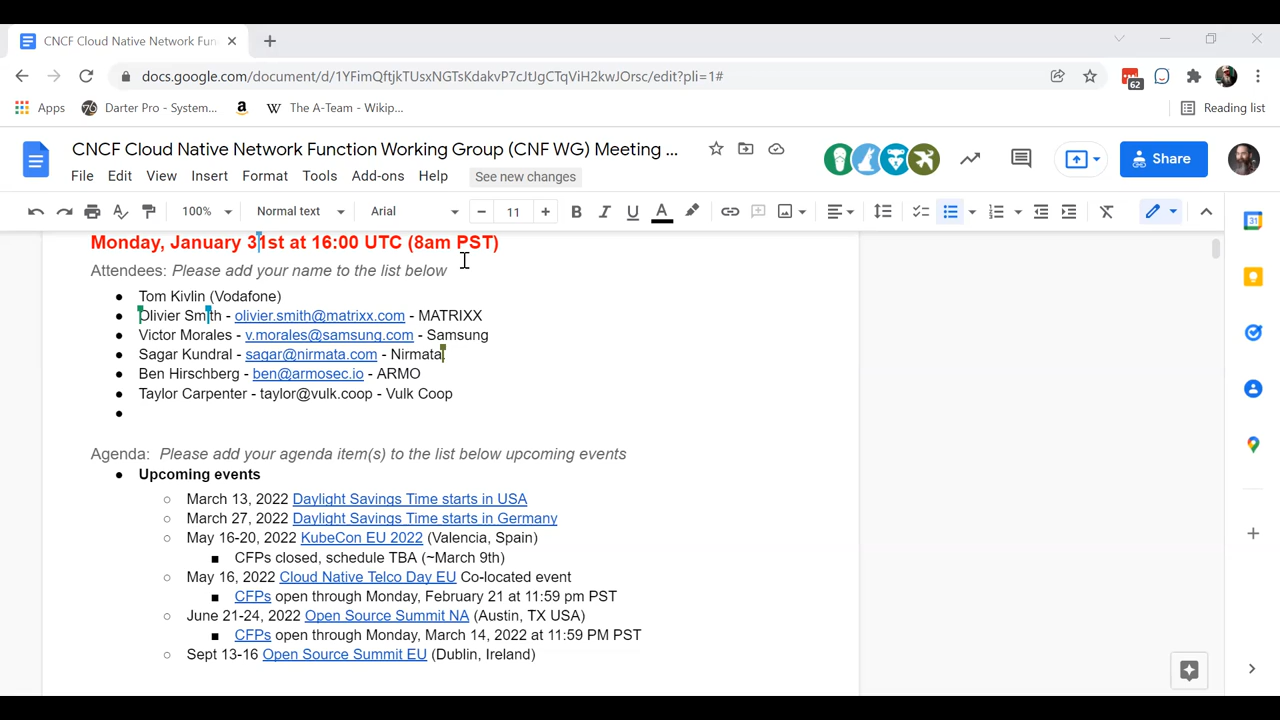 CNCF Cloud Native Network Fun
docs.google.com/document/d/1YFimQftjkTUsxNGTsKdakvP7cJtJgCTqViH2kwJOrsc/edit?pli=1#
62
Apps
Darter Pro - System...
The A-Team - Wikip...
Reading list
CNCF Cloud Native Network Function Working Group (CNF WG) Meeting ...
Share
File Edit View Insert Format Tools Add-ons Help See new changes
100% Normal text Arial 11
Monday, January 31st at 16:00 UTC (8am PST)
Attendees: Please add your name to the list below
● Tom Kivlin (Vodafone)
● Olivier Smith - olivier.smith@matrixx.com - MATRIXX
● Victor Morales - v.morales@samsung.com - Samsung
● Sagar Kundral - sagar@nirmata.com - Nirmata
● Ben Hirschberg - ben@armosec.io - ARMO
● Taylor Carpenter - taylor@vulk.coop - Vulk Coop
●
Agenda: Please add your agenda item(s) to the list below upcoming events
● Upcoming events
○ March 13, 2022 Daylight Savings Time starts in USA
○ March 27, 2022 Daylight Savings Time starts in Germany
○ May 16-20, 2022 KubeCon EU 2022 (Valencia, Spain)
■ CFPs closed, schedule TBA (~March 9th)
○ May 16, 2022 Cloud Native Telco Day EU Co-located event
■ CFPs open through Monday, February 21 at 11:59 pm PST
○ June 21-24, 2022 Open Source Summit NA (Austin, TX USA)
■ CFPs open through Monday, March 14, 2022 at 11:59 PM PST
○ Sept 13-16 Open Source Summit EU (Dublin, Ireland)